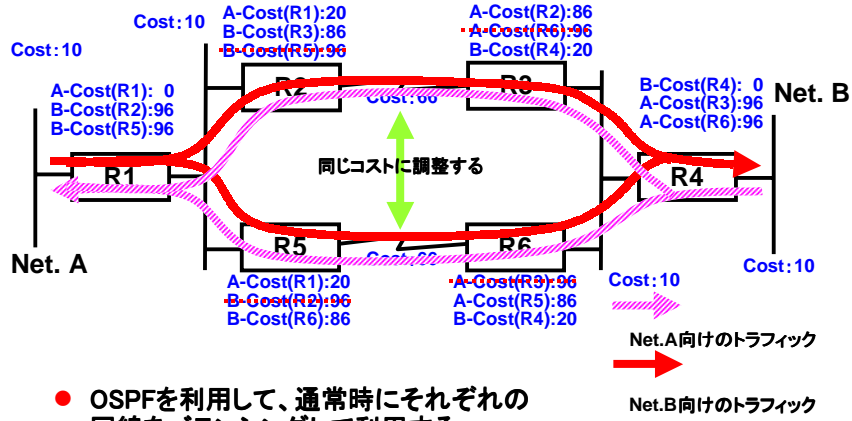 Cost:10
A-Cost(R1):20
B-Cost(R3):86
B-Cost(R5):96
A-Cost(R2):86
A-Cost(R6):96
B-Cost(R4):20
Cost:10
A-Cost(R1): 0
B-Cost(R2):96
B-Cost(R5):96
R2
R3
Cost:66
B-Cost(R4): 0
A-Cost(R3):96
A-Cost(R6):96
Net. B
同じコストに調整する
R1
R4
R5
R6
Net. A
A-Cost(R1):20
B-Cost(R2):96
B-Cost(R6):86
A-Cost(R3):96
A-Cost(R5):86
B-Cost(R4):20
Cost:10
Cost:10
Net.A向けのトラフィック
Net.B向けのトラフィック
● OSPFを利用して、通常時にそれぞれの